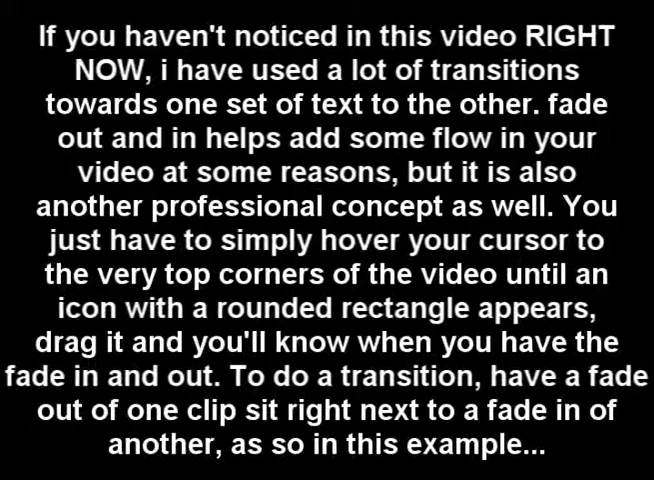 If you haven't noticed in this video RIGHT
NOW, i have used a lot of transitions
towards one set of text to the other. fade
out and in helps add some flow in your
video at some reasons, but it is also
another professional concept as well. You
just have to simply hover your cursor to
the very top corners of the video until an
icon with a rounded rectangle appears,
drag it and you'll know when you have the
fade in and out. To do a transition, have a fade
out of one clip sit right next to a fade in of
another, as so in this example...